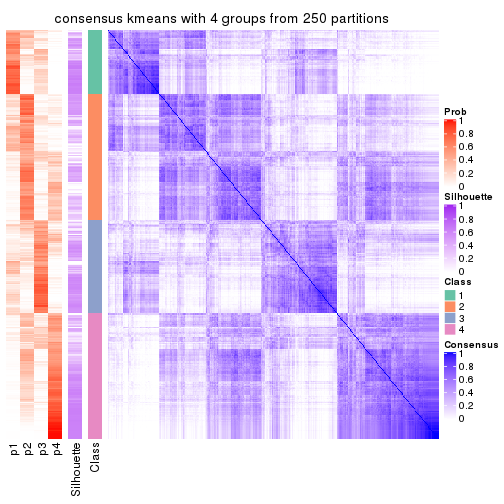 consensus kmeans with 4 groups from 250 partitions
Prob
1
0.8
0.6
0.4
0.2
0
Silhouette
1
0.8
0.6
0.4
0.2
0
Class
1
2
3
4
Consensus
1
0.8
0.6
0.4
0.2
0
p1
p2
p3
p4
Silhouette
Class